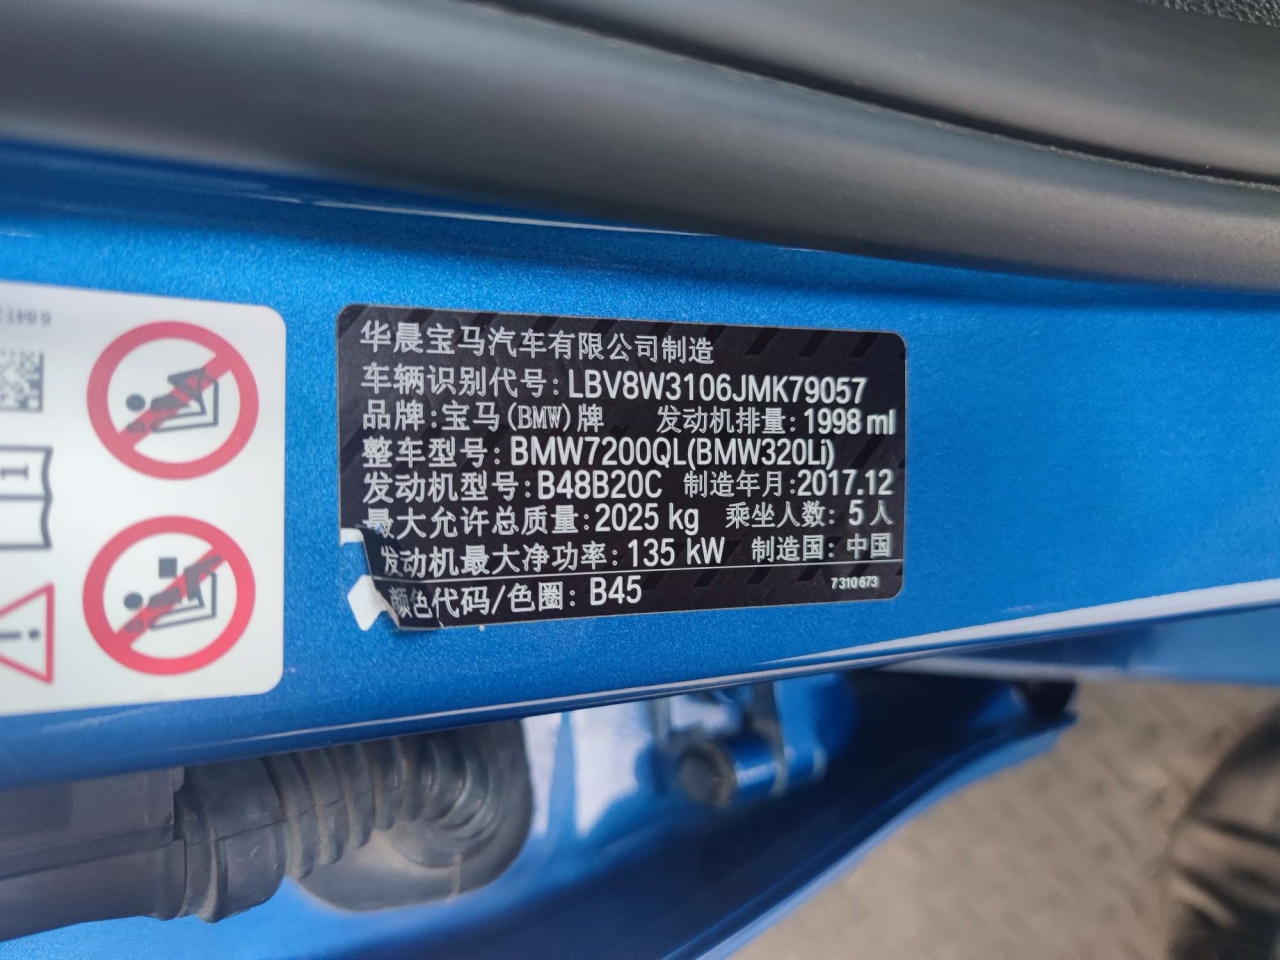 华晨宝马汽车有限公司制造
车辆识别代号: LBV8W3106JMK79057
品牌: 宝马(BMW)牌 发动机排量: 1998 ml
整车型号: BMW7200QL(BMW320Li)
发动机型号: B48B20C 制造年月: 2017.12
最大允许总质量: 2025 kg 乘坐人数: 5人
发动机最大净功率: 135 kW 制造国: 中国
颜色代码/色圈: B45
7 310 673